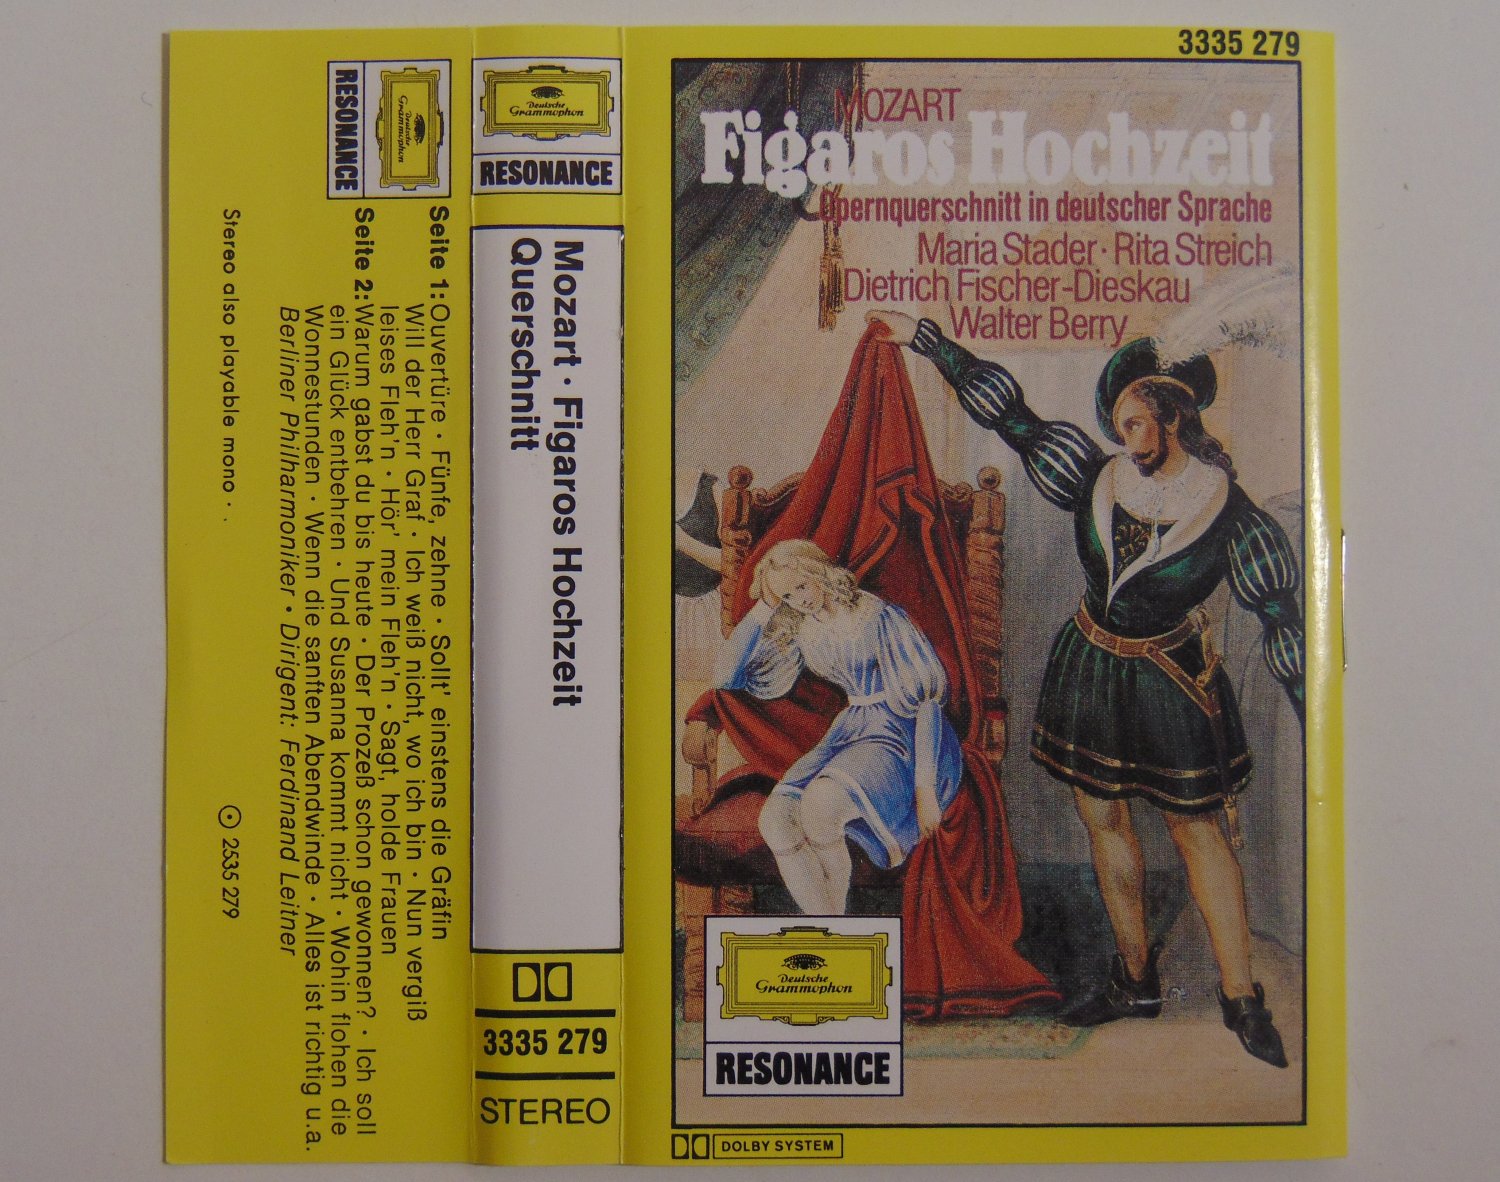 Deutsche
Grammophon
RESONANCE
Seite 1: Ouvertüre · Fünfe, zehne · Sollt' einstens die Gräfin
Will der Herr Graf · Ich weiß nicht, wo ich bin · Nun vergiß
leises Fleh'n · Hör' mein Fleh'n · Sagt, holde Frauen
Seite 2: Warum gabst du bis heute · Der Prozeß schon gewonnen? · Ich soll
ein Glück entbehren · Und Susanna kommt nicht · Wohin flohen die
Wonnestunden · Wenn die sanften Abendwinde · Alles ist richtig u.a.
Berliner Philharmoniker · Dirigent: Ferdinand Leitner
Stereo also playable mono · .
2535 279
Deutsche
Grammophon
RESONANCE
Mozart · Figaros Hochzeit
Querschnitt
3335 279
STEREO
3335 279
MOZART
Figaros Hochzeit
Opernquerschnitt in deutscher Sprache
Maria Stader · Rita Streich
Dietrich Fischer-Dieskau
Walter Berry
Deutsche
Grammophon
RESONANCE
DOLBY SYSTEM